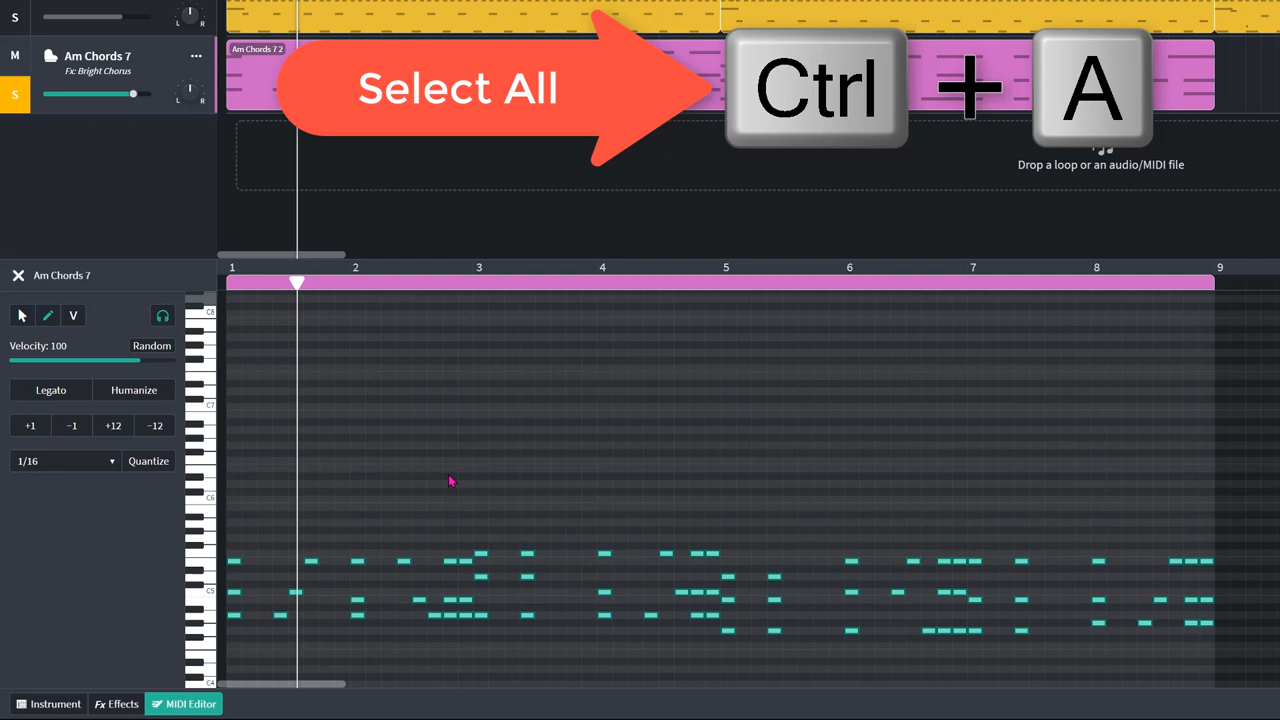 S
L R
M
Am Chords 7
...
Fx: Bright Chorus
S
L R
Am Chords 7 2
Select All
Ctrl + A
Drop a loop or an audio/MIDI file
Am Chords 7
1 2 3 4 5 6 7 8 9
V
Velocity: 100
Random
Legato
Humanize
+1
−1
+12
−12
1/16
Quantize
C8
C7
C6
C5
C4
Instrument
Fx Effects
MIDI Editor